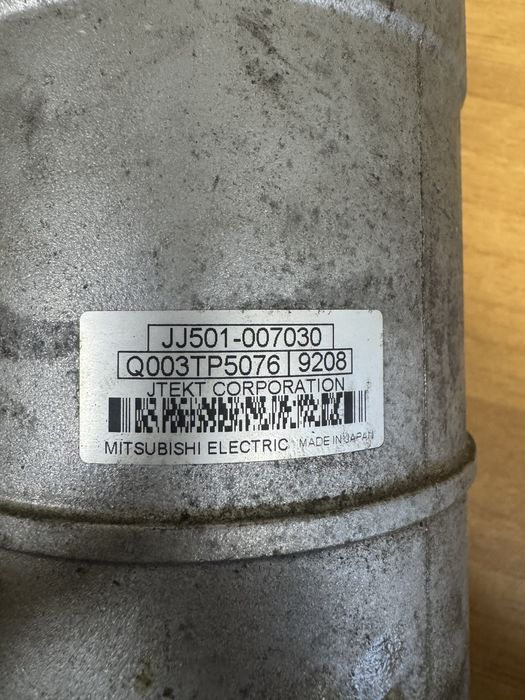 JJ501-007030
Q003TP5076 9208
JTEKT CORPORATION
MITSUBISHI ELECTRIC MADE IN JAPAN